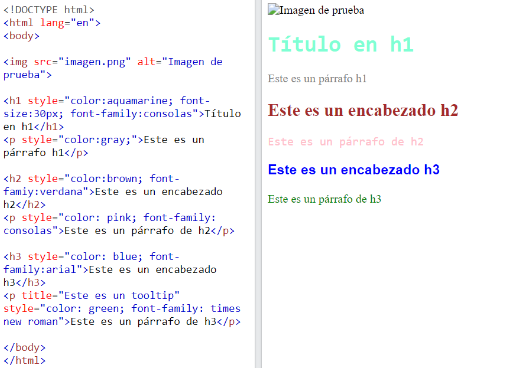 <!DOCTYPE html>
<html lang="en">
<body>
<img src="imagen.png" alt="Imagen de
prueba">
<h1 style="color:aquamarine; font-
size:30px; font-family:consolas">Título
en h1</h1>
<p style="color:gray;">Este es un
párrafo h1</p>
<h2 style="color:brown; font-
famiy:verdana">Este es un encabezado
h2</h2>
<p style="color: pink; font-family:
consolas">Este es un párrafo de h2</p>
<h3 style="color: blue; font-
family:arial">Este es un encabezado
h3</h3>
<p title="Este es un tooltip"
style="color: green; font-family: times
new roman">Este es un párrafo de h3</p>
</body>
</html>
Imagen de prueba
Título en h1
Este es un párrafo h1
Este es un encabezado h2
Este es un párrafo de h2
Este es un encabezado h3
Este es un párrafo de h3